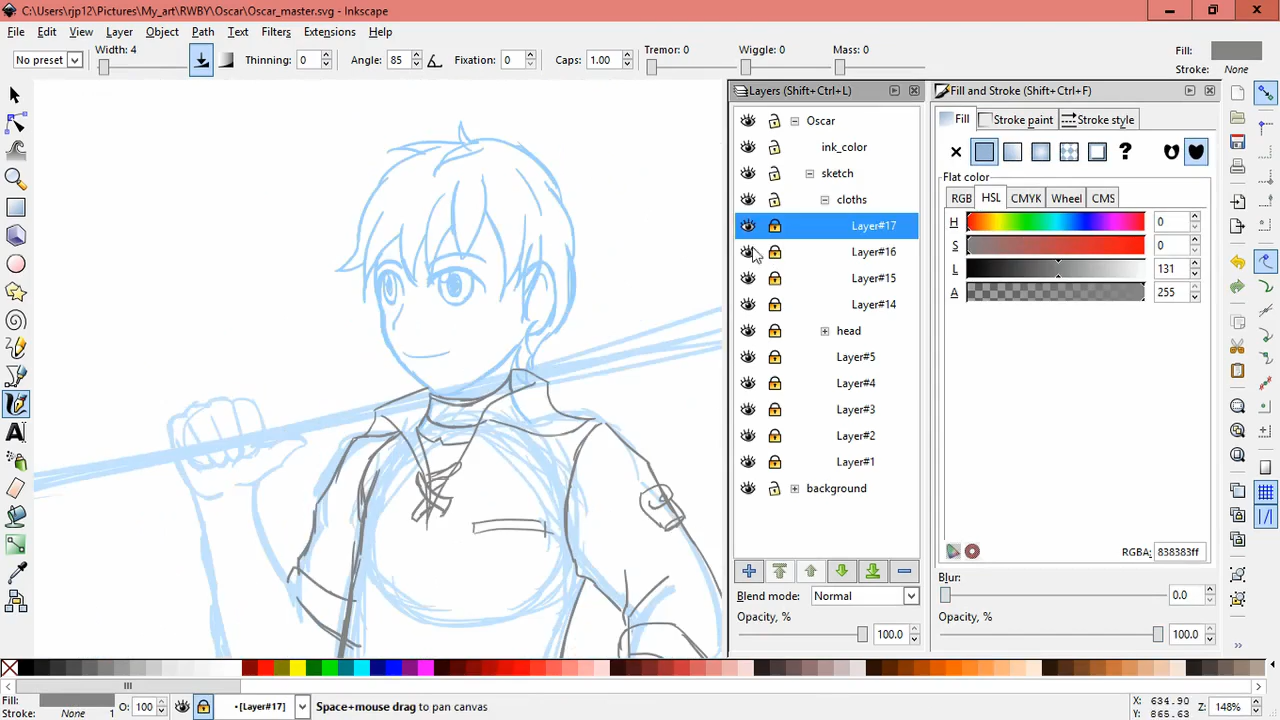 C:\Users\rjp12\Pictures\My_art\RWBY\Oscar\Oscar_master.svg - Inkscape
File Edit View Layer Object Path Text Filters Extensions Help
No preset Width: 4 Thinning: 0 Angle: 85 Fixation: 0 Caps: 1.00 Tremor: 0 Wiggle: 0 Mass: 0 Fill: Stroke: None
Layers (Shift+Ctrl+L)
Oscar
ink_color
sketch
cloths
Layer#17
Layer#16
Layer#15
Layer#14
head
Layer#5
Layer#4
Layer#3
Layer#2
Layer#1
background
Blend mode: Normal
Opacity, % 100.0
Fill and Stroke (Shift+Ctrl+F)
Fill Stroke paint Stroke style
?
Flat color
RGB HSL CMYK Wheel CMS
H 0
S 0
L 131
A 255
RGBA: 838383ff
Blur: 0.0
Opacity, % 100.0
Fill: Stroke: None 1 O: 100 •[Layer#17] Space+mouse drag to pan canvas X: 634.90 Y: 865.63 Z: 148%